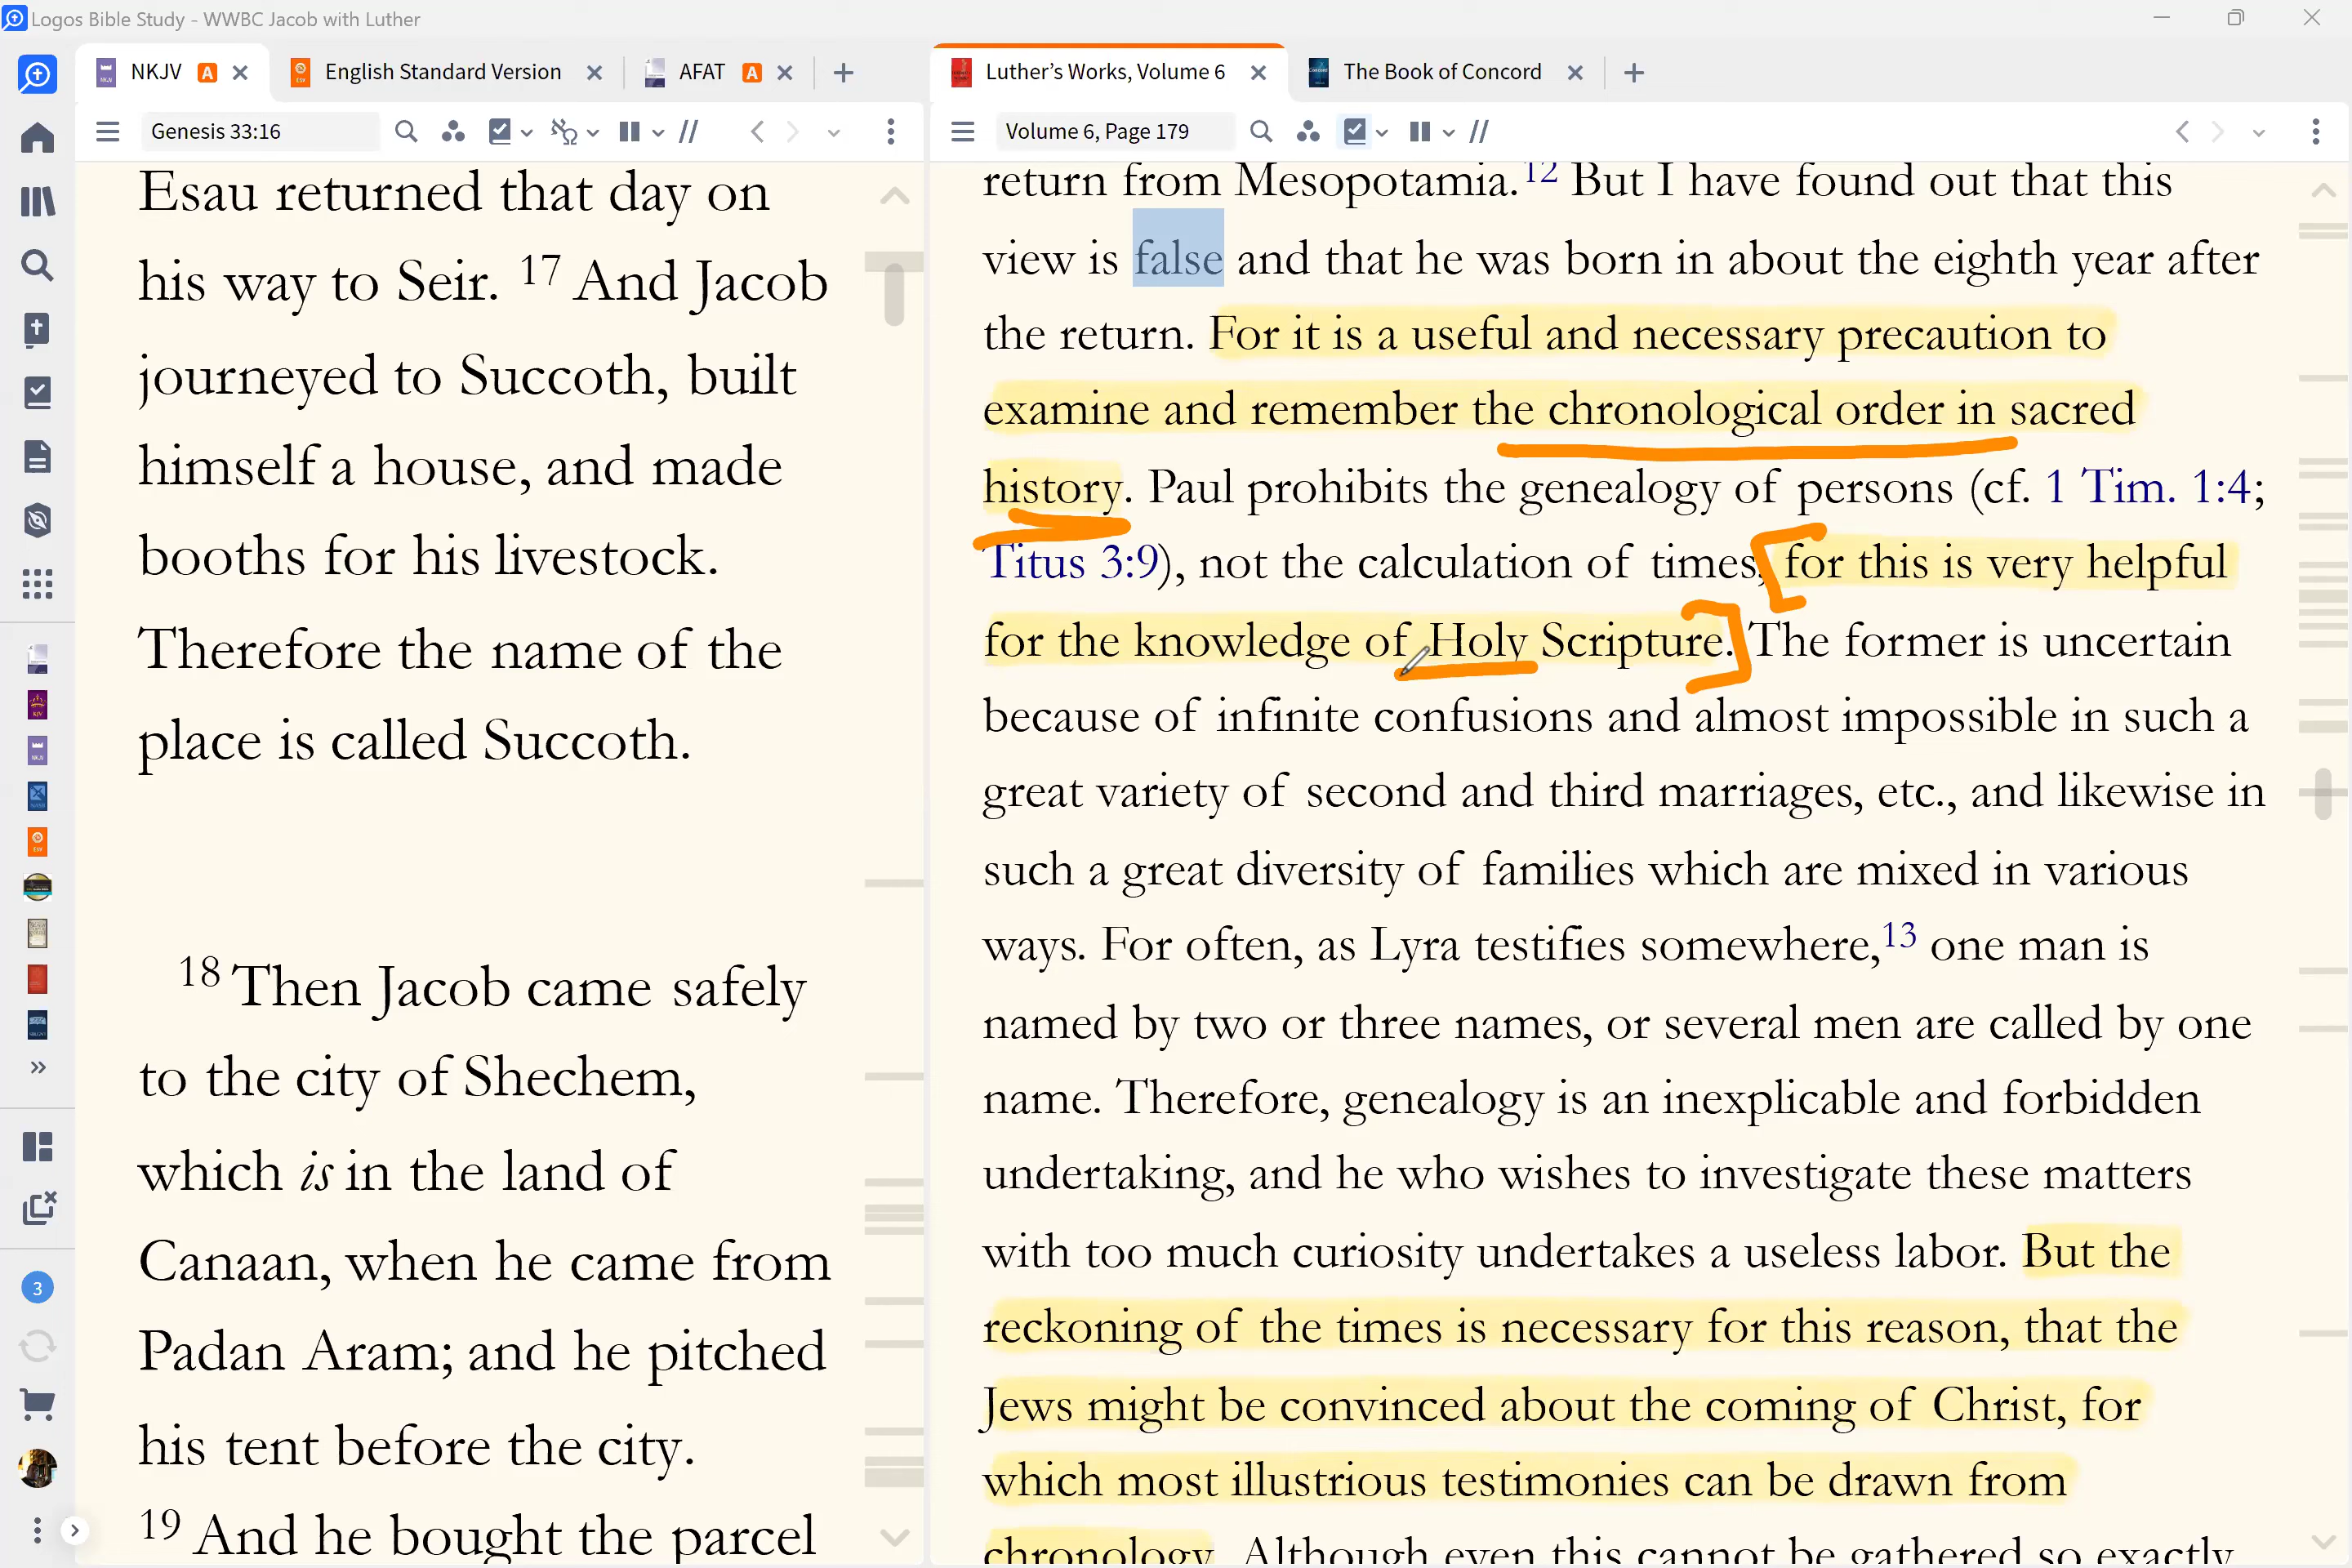 Logos Bible Study - WWBC Jacob with Luther
NKJV A
English Standard Version
AFAT A
Luther's Works, Volume 6
The Book of Concord
Genesis 33:16
Volume 6, Page 179
Esau returned that day on
his way to Seir. 17 And Jacob
journeyed to Succoth, built
himself a house, and made
booths for his livestock.
Therefore the name of the
place is called Succoth.
18 Then Jacob came safely
to the city of Shechem,
which is in the land of
Canaan, when he came from
Padan Aram; and he pitched
his tent before the city.
19 And he bought the parcel
return from Mesopotamia.12 But I have found out that this
view is false and that he was born in about the eighth year after
the return. For it is a useful and necessary precaution to
examine and remember the chronological order in sacred
history. Paul prohibits the genealogy of persons (cf. 1 Tim. 1:4;
Titus 3:9), not the calculation of times, for this is very helpful
for the knowledge of Holy Scripture. The former is uncertain
because of infinite confusions and almost impossible in such a
great variety of second and third marriages, etc., and likewise in
such a great diversity of families which are mixed in various
ways. For often, as Lyra testifies somewhere,13 one man is
named by two or three names, or several men are called by one
name. Therefore, genealogy is an inexplicable and forbidden
undertaking, and he who wishes to investigate these matters
with too much curiosity undertakes a useless labor. But the
reckoning of the times is necessary for this reason, that the
Jews might be convinced about the coming of Christ, for
which most illustrious testimonies can be drawn from
chronology. Although even this cannot be gathered so exactly
3